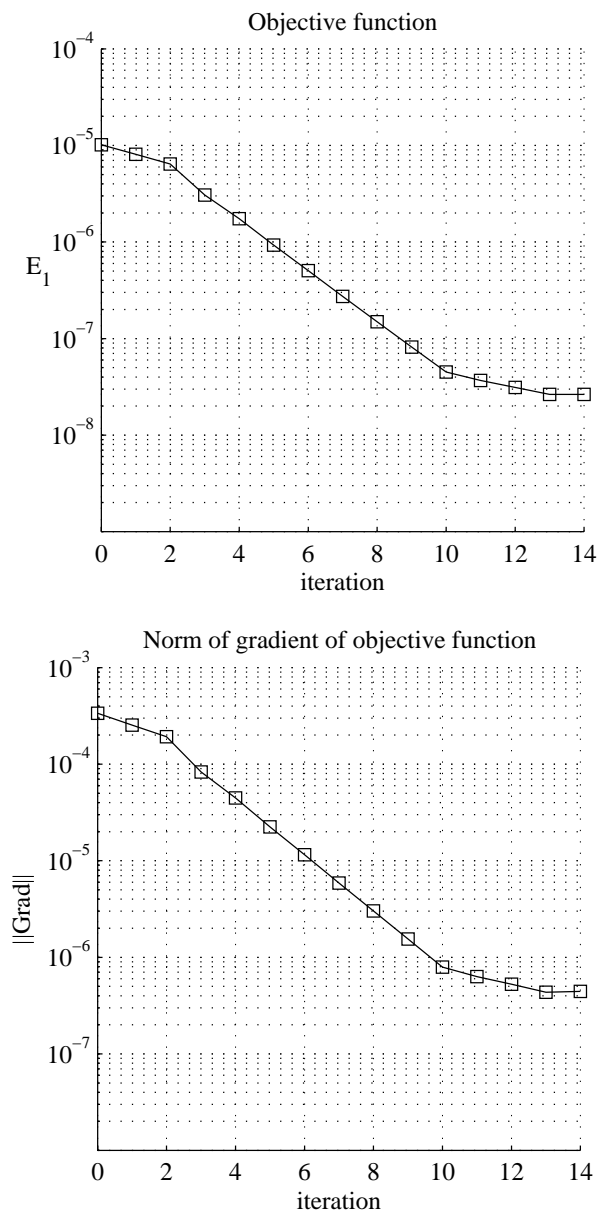 Objective function
10⁻⁴
10⁻⁵
10⁻⁶
E₁
10⁻⁷
10⁻⁸
0 2 4 6 8 10 12 14
iteration
Norm of gradient of objective function
10⁻³
10⁻⁴
10⁻⁵
||Grad||
10⁻⁶
10⁻⁷
0 2 4 6 8 10 12 14
iteration